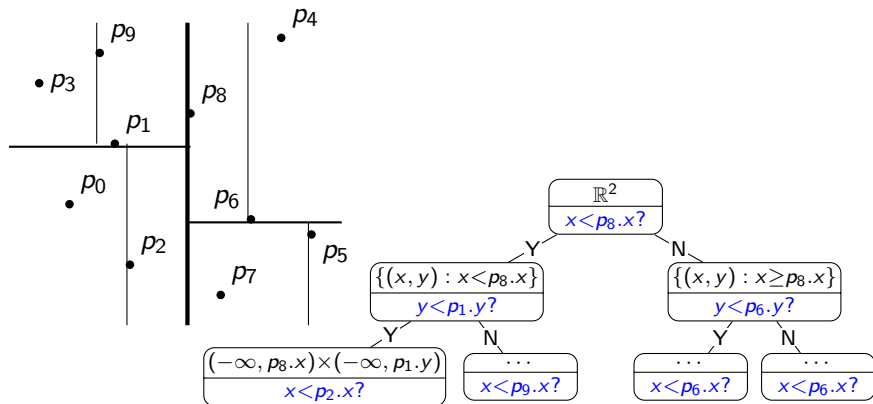 p₄
p₉
p₃
p₈
p₁
p₀
p₆
p₂
p₅
p₇
ℝ²
x<p₈.x?
Y N
{(x, y) : x<p₈.x} {(x, y) : x≥p₈.x}
y<p₁.y? y<p₆.y?
Y N Y N
(−∞, p₈.x)×(−∞, p₁.y) ··· ··· ···
x<p₂.x? x<p₉.x? x<p₆.x? x<p₆.x?